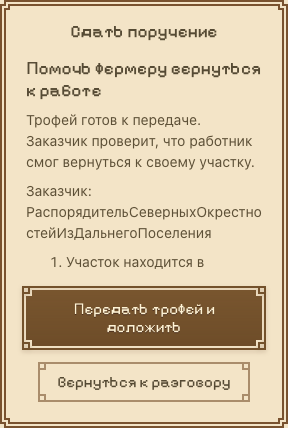 Сдать поручение
Помочь фермеру вернуться
к работе
Трофей готов к передаче.
Заказчик проверит, что работник
смог вернуться к своему участку.
Заказчик:
РаспорядительСеверныхОкрестно
стейИзДальнегоПоселения
1. Участок находится в
Передать трофей и
доложить
Вернуться к разговору